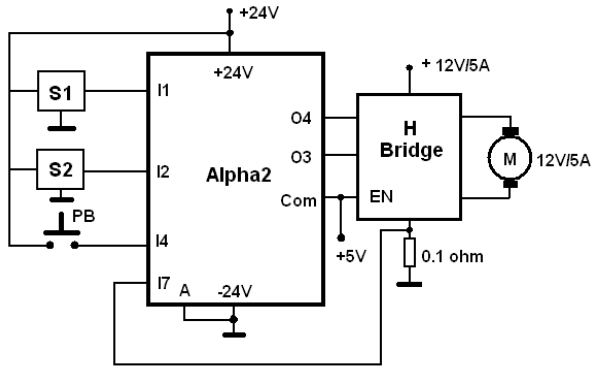 +24V
+24V
S1
I1
+ 12V/5A
O4
H
Bridge
M
12V/5A
S2
I2
O3
Alpha2
Com
EN
PB
I4
+5V
0.1 ohm
I7
A
-24V